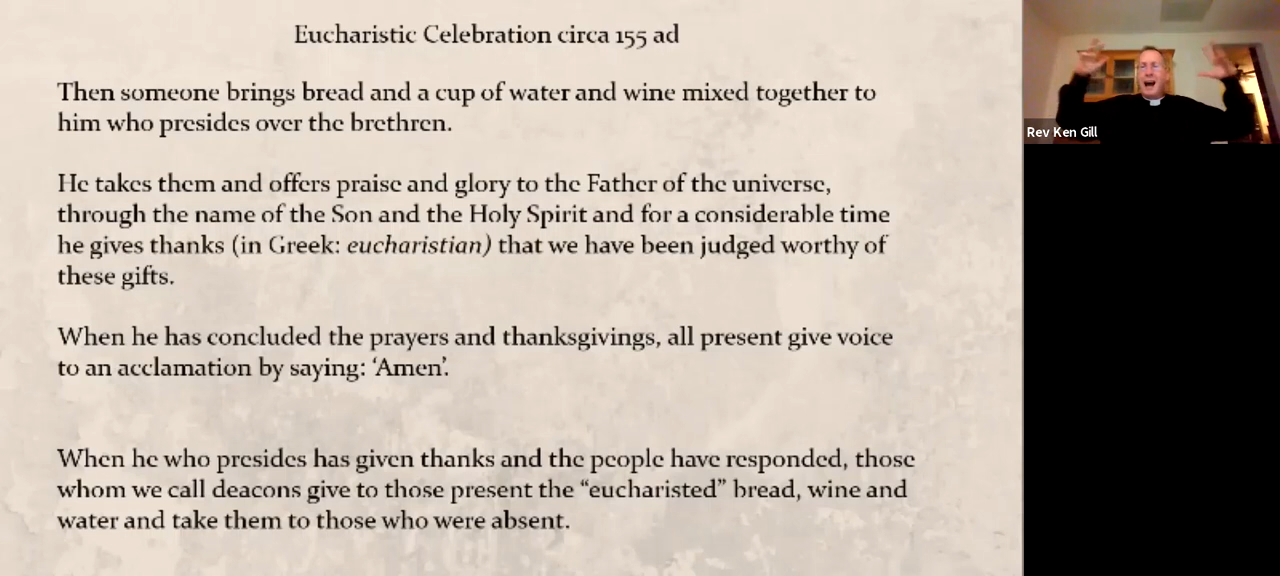 Eucharistic Celebration circa 155 ad
Then someone brings bread and a cup of water and wine mixed together to
him who presides over the brethren.
He takes them and offers praise and glory to the Father of the universe,
through the name of the Son and the Holy Spirit and for a considerable time
he gives thanks (in Greek: eucharistian) that we have been judged worthy of
these gifts.
When he has concluded the prayers and thanksgivings, all present give voice
to an acclamation by saying: ‘Amen’.
When he who presides has given thanks and the people have responded, those
whom we call deacons give to those present the “eucharisted” bread, wine and
water and take them to those who were absent.
Rev Ken Gill